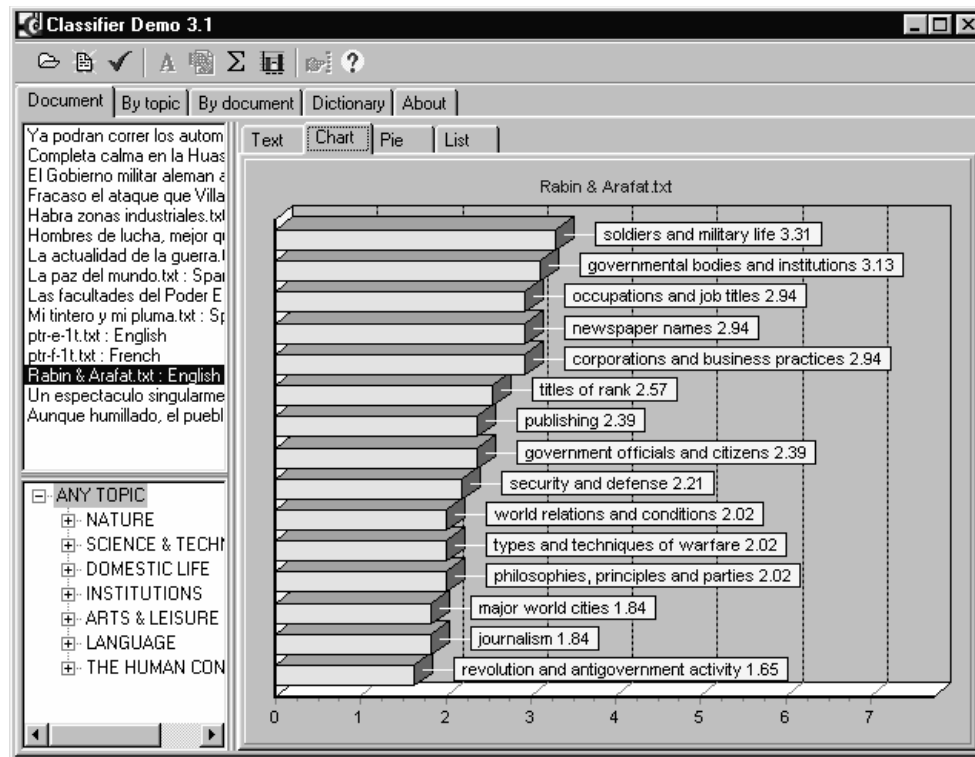 Classifier Demo 3.1
Document By topic By document Dictionary About
Ya podran correr los autom
Completa calma en la Huas
El Gobierno militar aleman a
Fracaso el ataque que Villa
Habra zonas industriales.txt
Hombres de lucha, mejor qu
La actualidad de la guerra.t
La paz del mundo.txt : Spar
Las facultades del Poder E
Mi tintero y mi pluma.txt : Sp
ptr-e-1t.txt : English
ptr-f-1t.txt : French
Rabin & Arafat.txt : English
Un espectaculo singularme
Aunque humillado, el puebl
ANY TOPIC
NATURE
SCIENCE & TECHN
DOMESTIC LIFE
INSTITUTIONS
ARTS & LEISURE
LANGUAGE
THE HUMAN CON
Text Chart Pie List
Rabin & Arafat.txt
soldiers and military life 3.31
governmental bodies and institutions 3.13
occupations and job titles 2.94
newspaper names 2.94
corporations and business practices 2.94
titles of rank 2.57
publishing 2.39
government officials and citizens 2.39
security and defense 2.21
world relations and conditions 2.02
types and techniques of warfare 2.02
philosophies, principles and parties 2.02
major world cities 1.84
journalism 1.84
revolution and antigovernment activity 1.65
0 1 2 3 4 5 6 7